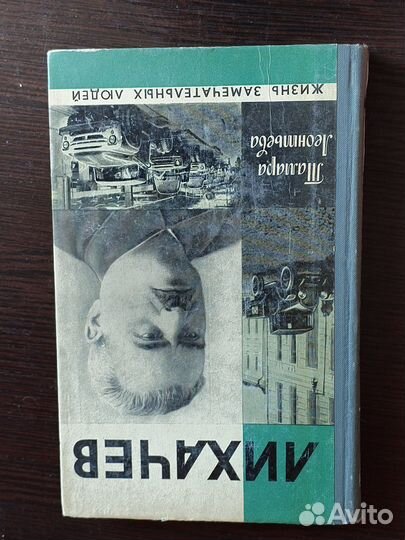 ЛИХАЧЕВ
Тамара
Леонтьева
ЖИЗНЬ ЗАМЕЧАТЕЛЬНЫХ ЛЮДЕЙ
Avito